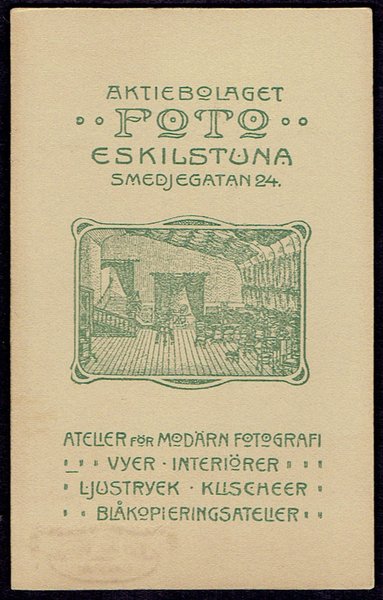 AKTIEBOLAGET
FOTO
ESKILSTUNA
SMEDJEGATAN 24.
ATELIER FÖR MODÄRN FOTOGRAFI
VYER · INTERIÖRER
LJUSTRYCK · KLISCHEER
BLÅKOPIERINGSATELIER